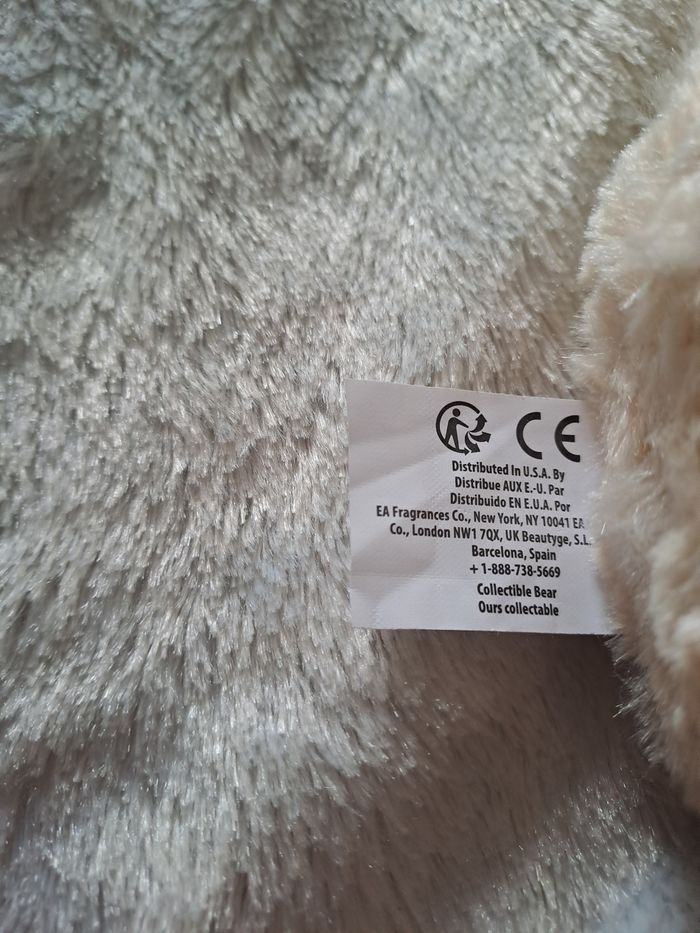 CE
Distributed In U.S.A. By
Distribue AUX E.-U. Par
Distribuido EN E.U.A. Por
EA Fragrances Co., New York, NY 10041 EA
Co., London NW1 7QX, UK Beautyge, S.L.
Barcelona, Spain
+ 1-888-738-5669
Collectible Bear
Ours collectable